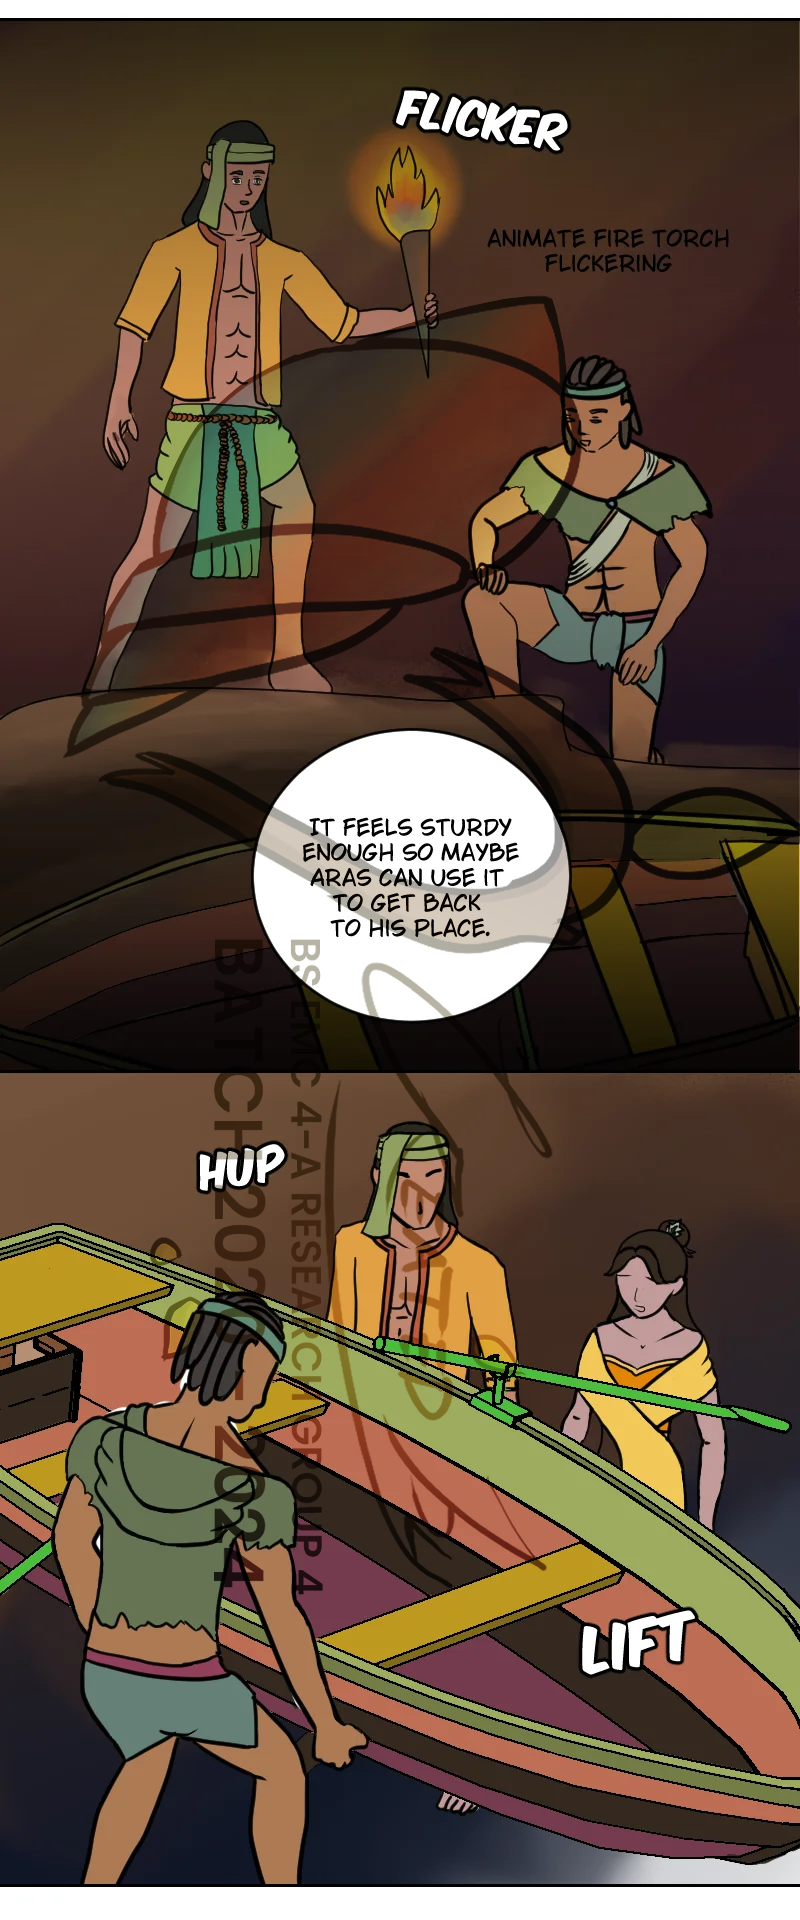 FLICKER
ANIMATE FIRE TORCH
FLICKERING
IT FEELS STURDY
ENOUGH SO MAYBE
ARAS CAN USE IT
TO GET BACK
TO HIS PLACE.
BSEMC 4-A RESEARCH GROUP 4
BATCH 2023 - 2024
HUP
LIFT